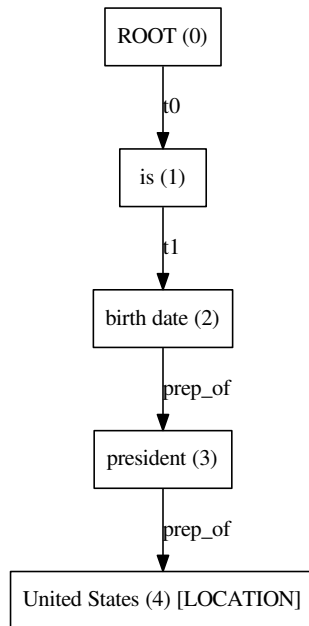 ROOT (0)
t0
is (1)
t1
birth date (2)
prep_of
president (3)
prep_of
United States (4) [LOCATION]